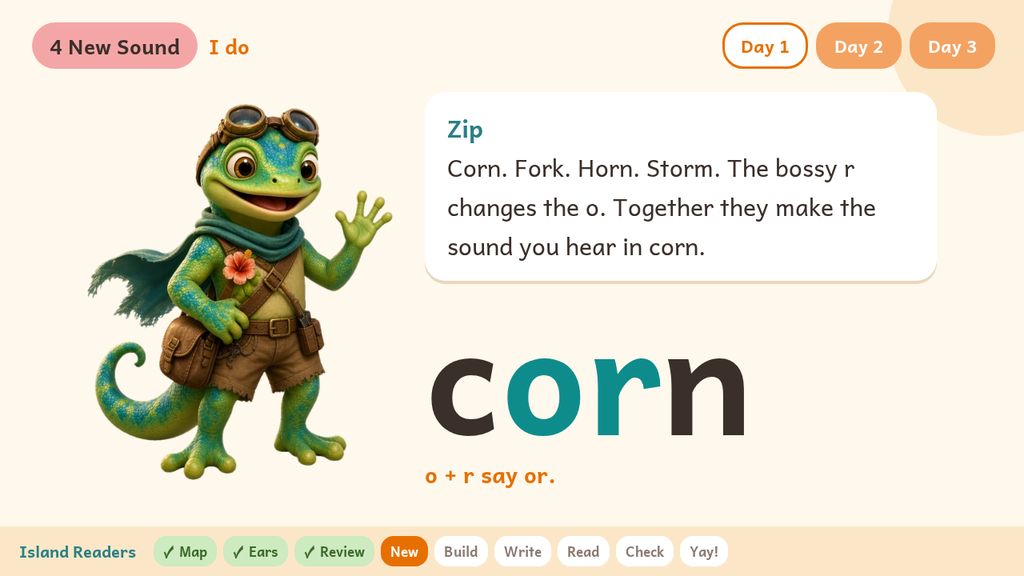 4 New Sound
I do
Day 1
Day 2
Day 3
Zip
Corn. Fork. Horn. Storm. The bossy r
changes the o. Together they make the
sound you hear in corn.
corn
o + r say or.
Island Readers
✓ Map
✓ Ears
✓ Review
New
Build
Write
Read
Check
Yay!